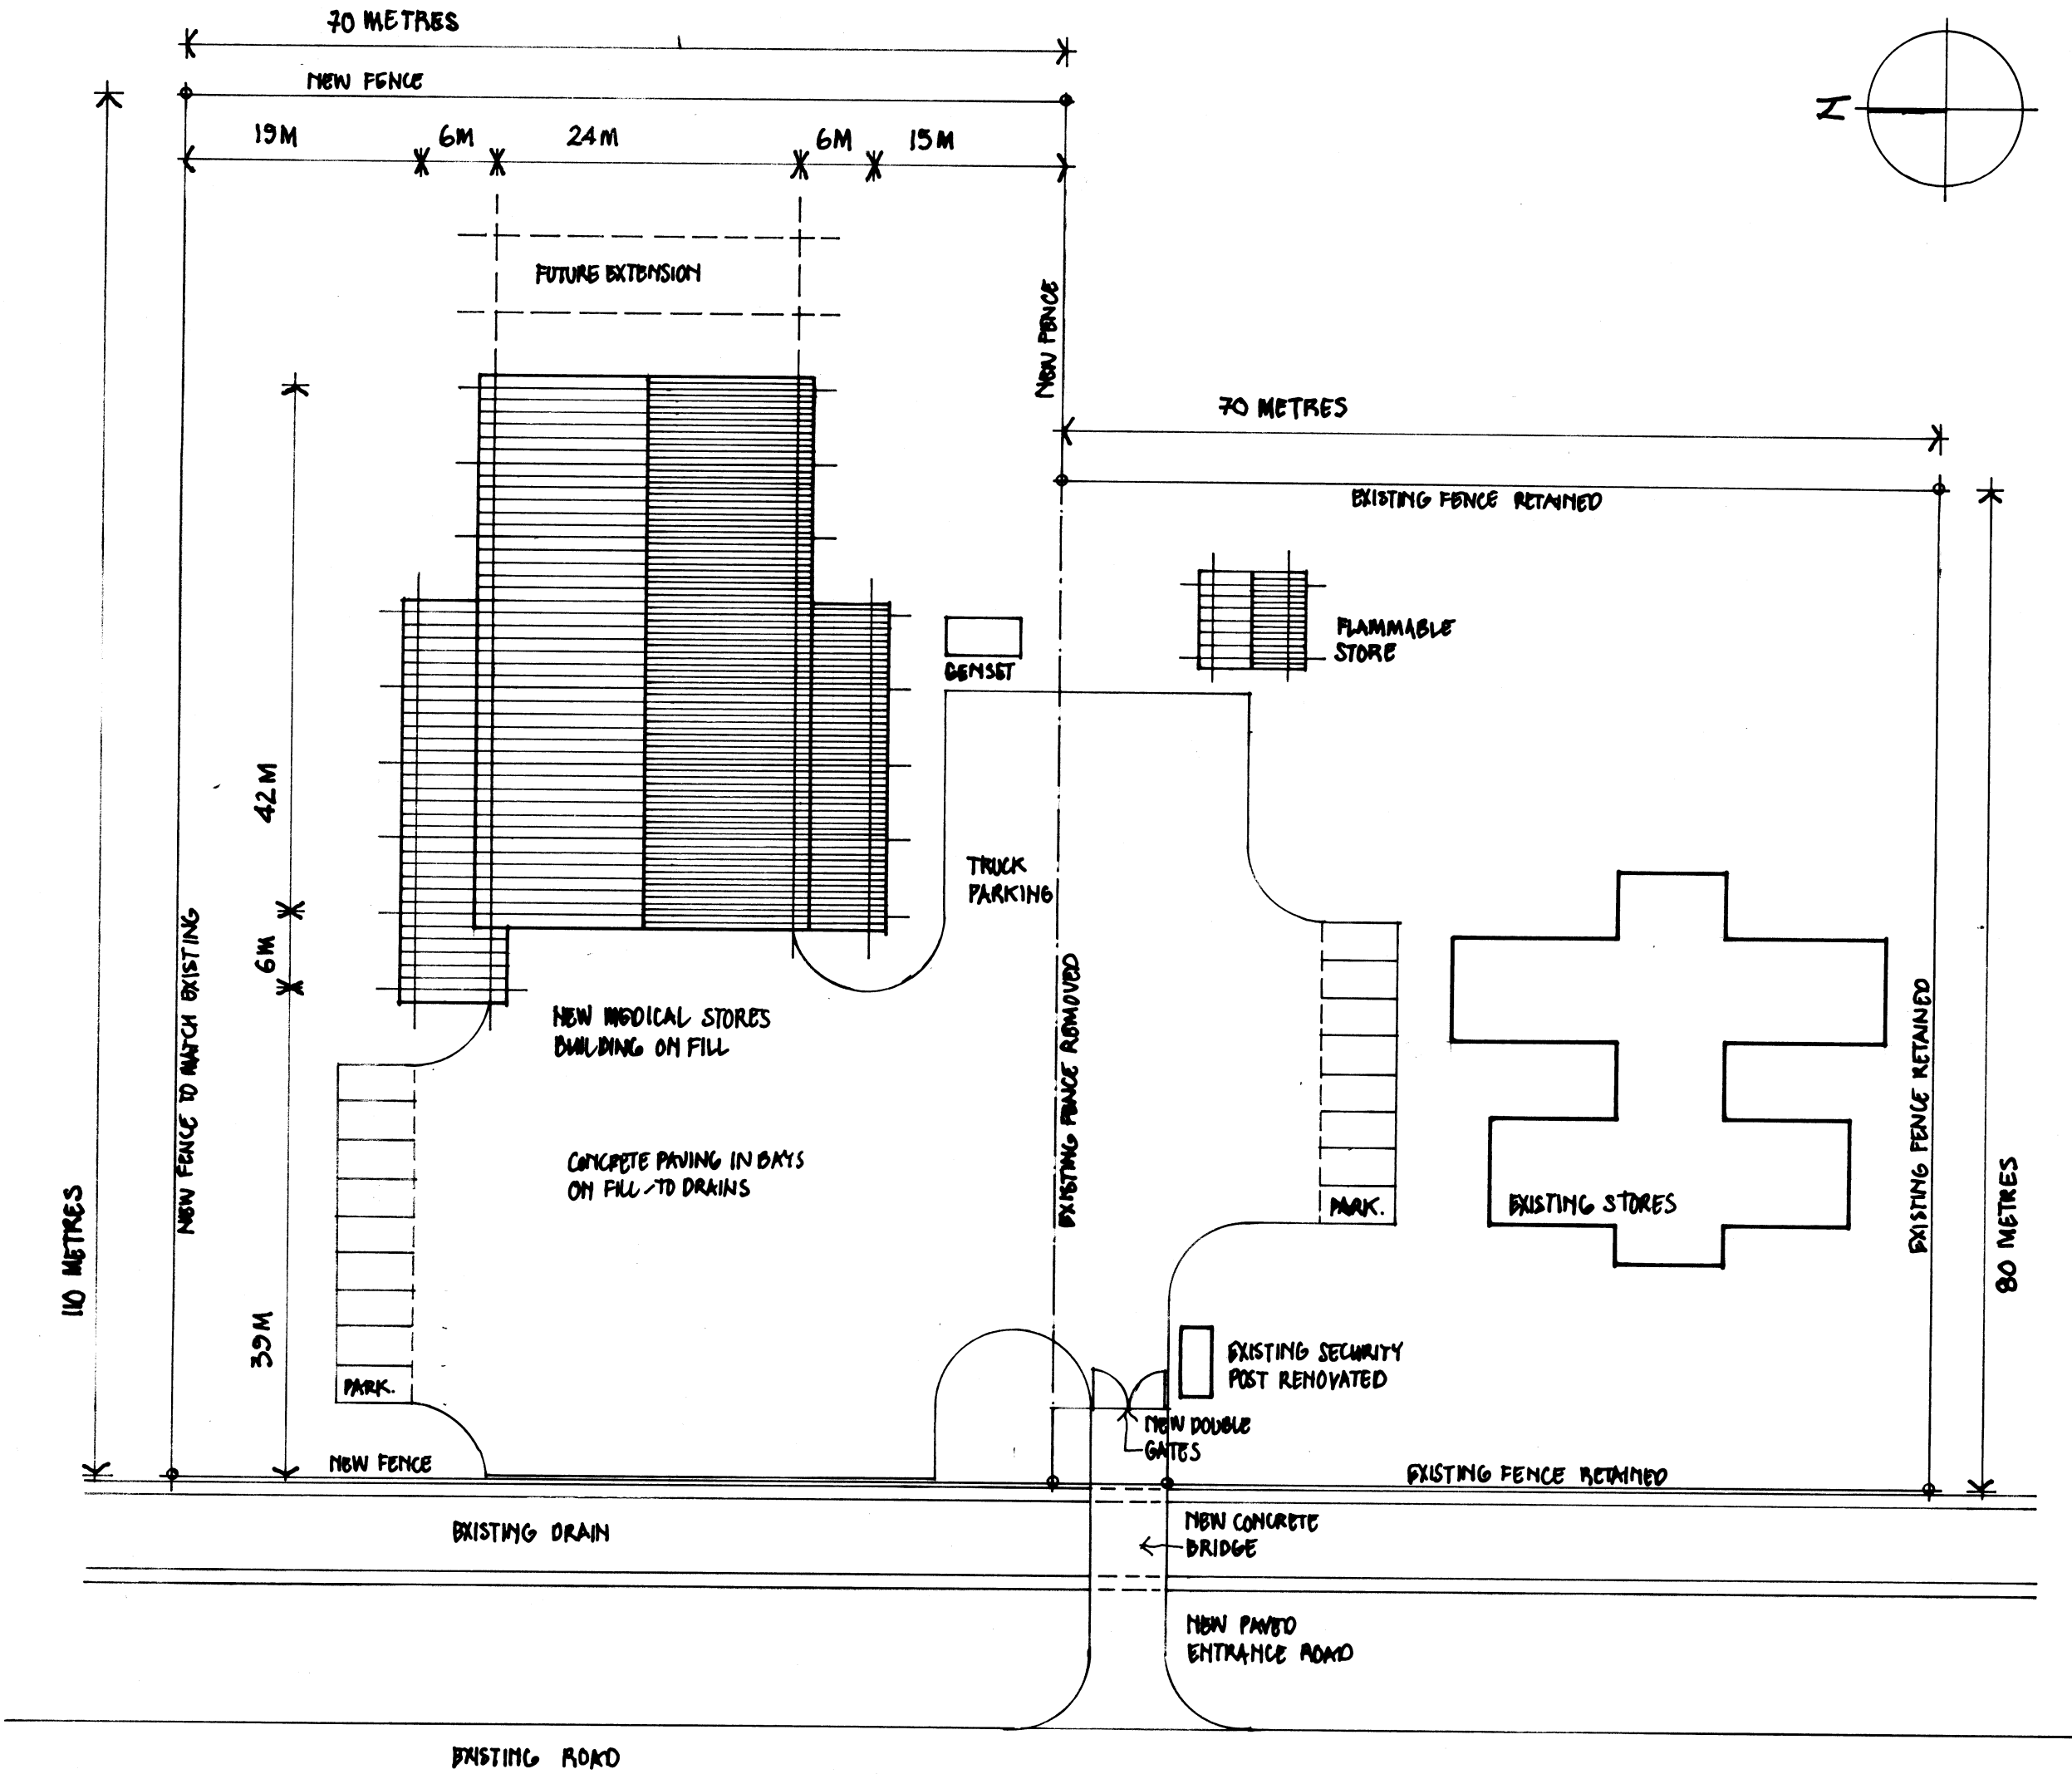 70 METRES
NEW FENCE
19M
6M
24M
6M
15M
N
FUTURE EXTENSION
NEW FENCE
70 METRES
EXISTING FENCE RETAINED
FLAMMABLE
STORE
GENSET
42M
TRUCK
PARKING
6M
NEW FENCE TO MATCH EXISTING
NEW MEDICAL STORES
BUILDING ON FILL
EXISTING FENCE REMOVED
EXISTING FENCE RETAINED
CONCRETE PAVING IN BAYS
ON FILL-TO DRAINS
110 METRES
80 METRES
PARK.
EXISTING STORES
39M
PARK.
EXISTING SECURITY
POST RENOVATED
NEW DOUBLE
GATES
NEW FENCE
EXISTING FENCE RETAINED
EXISTING DRAIN
NEW CONCRETE
BRIDGE
NEW PAVED
ENTRANCE ROAD
EXISTING ROAD